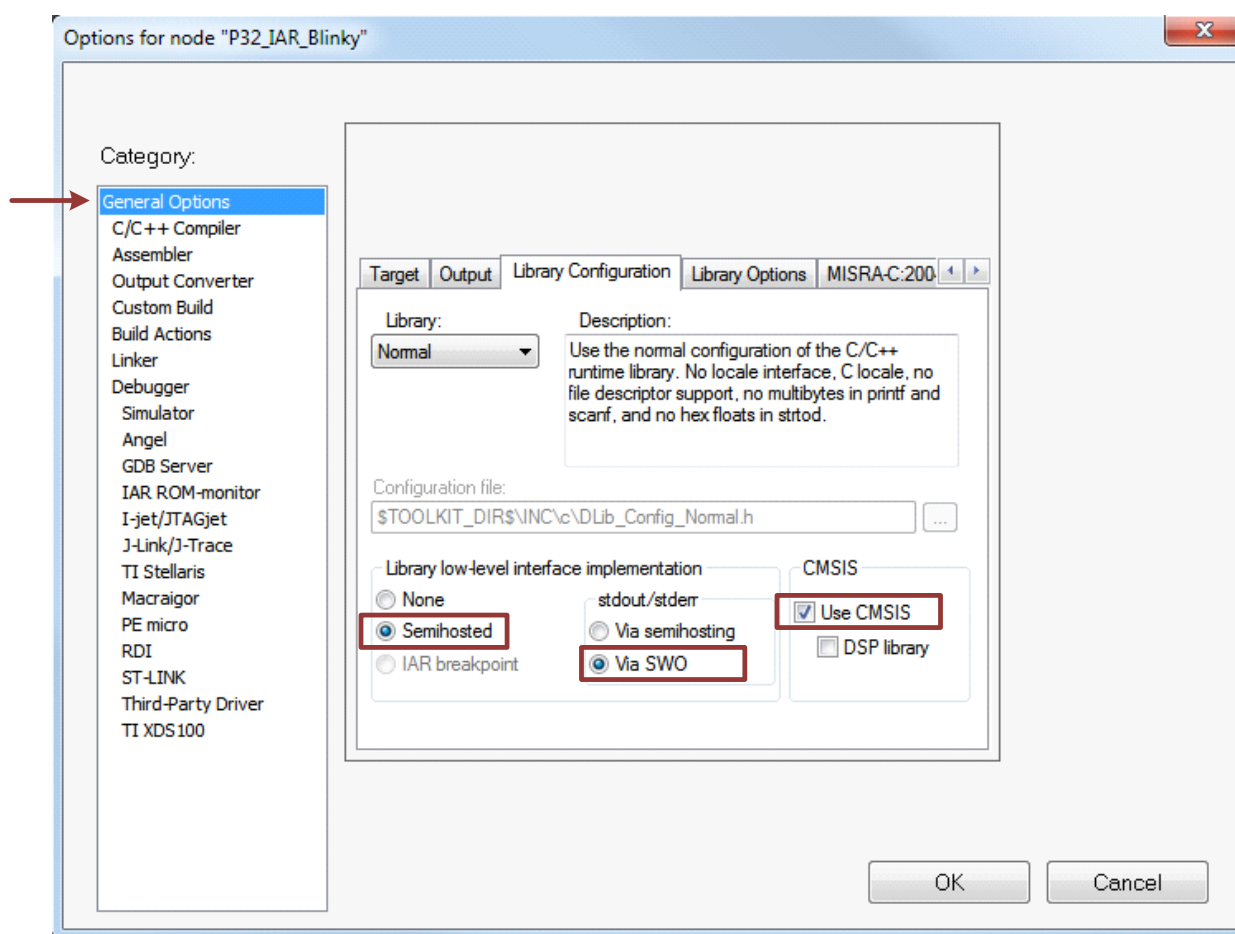 Options for node "P32_IAR_Blinky"
Category:
General Options
C/C++ Compiler
Assembler
Output Converter
Custom Build
Build Actions
Linker
Debugger
Simulator
Angel
GDB Server
IAR ROM-monitor
I-jet/JTAGjet
J-Link/J-Trace
TI Stellaris
Macraigor
PE micro
RDI
ST-LINK
Third-Party Driver
TI XDS100
Target Output Library Configuration Library Options MISRA-C:200
Library:
Normal
Description:
Use the normal configuration of the C/C++
runtime library. No locale interface, C locale, no
file descriptor support, no multibytes in printf and
scanf, and no hex floats in strtod.
Configuration file:
$TOOLKIT_DIR$\INC\c\DLib_Config_Normal.h ...
Library low-level interface implementation
None
Semihosted
IAR breakpoint
stdout/stderr
Via semihosting
Via SWO
CMSIS
Use CMSIS
DSP library
OK Cancel